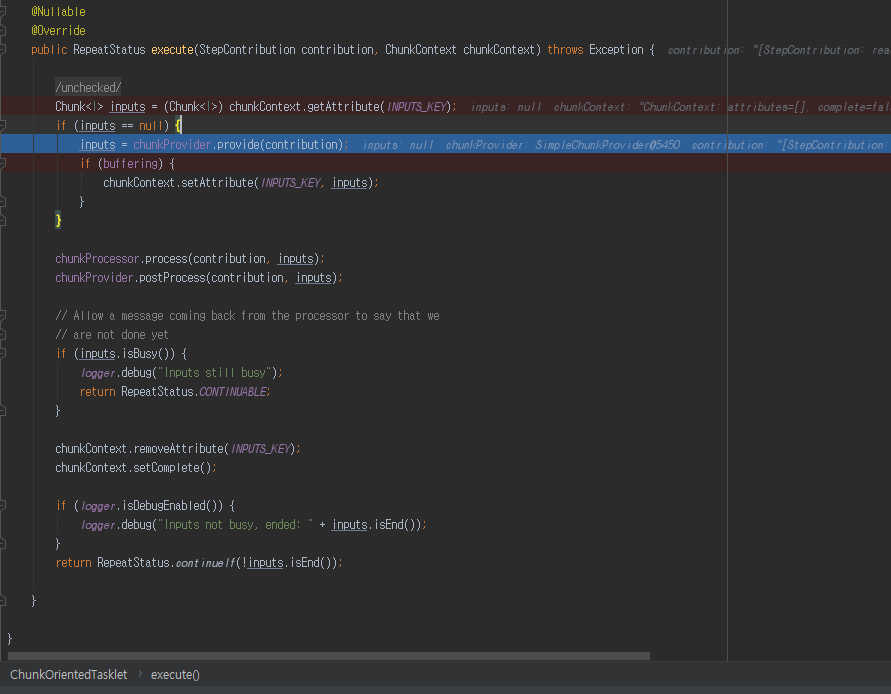 @Nullable
@Override
public RepeatStatus execute(StepContribution contribution, ChunkContext chunkContext) throws Exception {  contribution: "[StepContribution: rea
/unchecked/
Chunk<I> inputs = (Chunk<I>) chunkContext.getAttribute(INPUTS_KEY);  inputs: null  chunkContext: "ChunkContext: attributes=[], complete=fal
if (inputs == null) {
inputs = chunkProvider.provide(contribution);  inputs: null  chunkProvider: SimpleChunkProvider@5450  contribution: "[StepContribution:
if (buffering) {
chunkContext.setAttribute(INPUTS_KEY, inputs);
}
}
chunkProcessor.process(contribution, inputs);
chunkProvider.postProcess(contribution, inputs);
// Allow a message coming back from the processor to say that we
// are not done yet
if (inputs.isBusy()) {
logger.debug("Inputs still busy");
return RepeatStatus.CONTINUABLE;
}
chunkContext.removeAttribute(INPUTS_KEY);
chunkContext.setComplete();
if (logger.isDebugEnabled()) {
logger.debug("Inputs not busy, ended: " + inputs.isEnd());
}
return RepeatStatus.continueIf(!inputs.isEnd());
}
}
ChunkOrientedTasklet > execute()